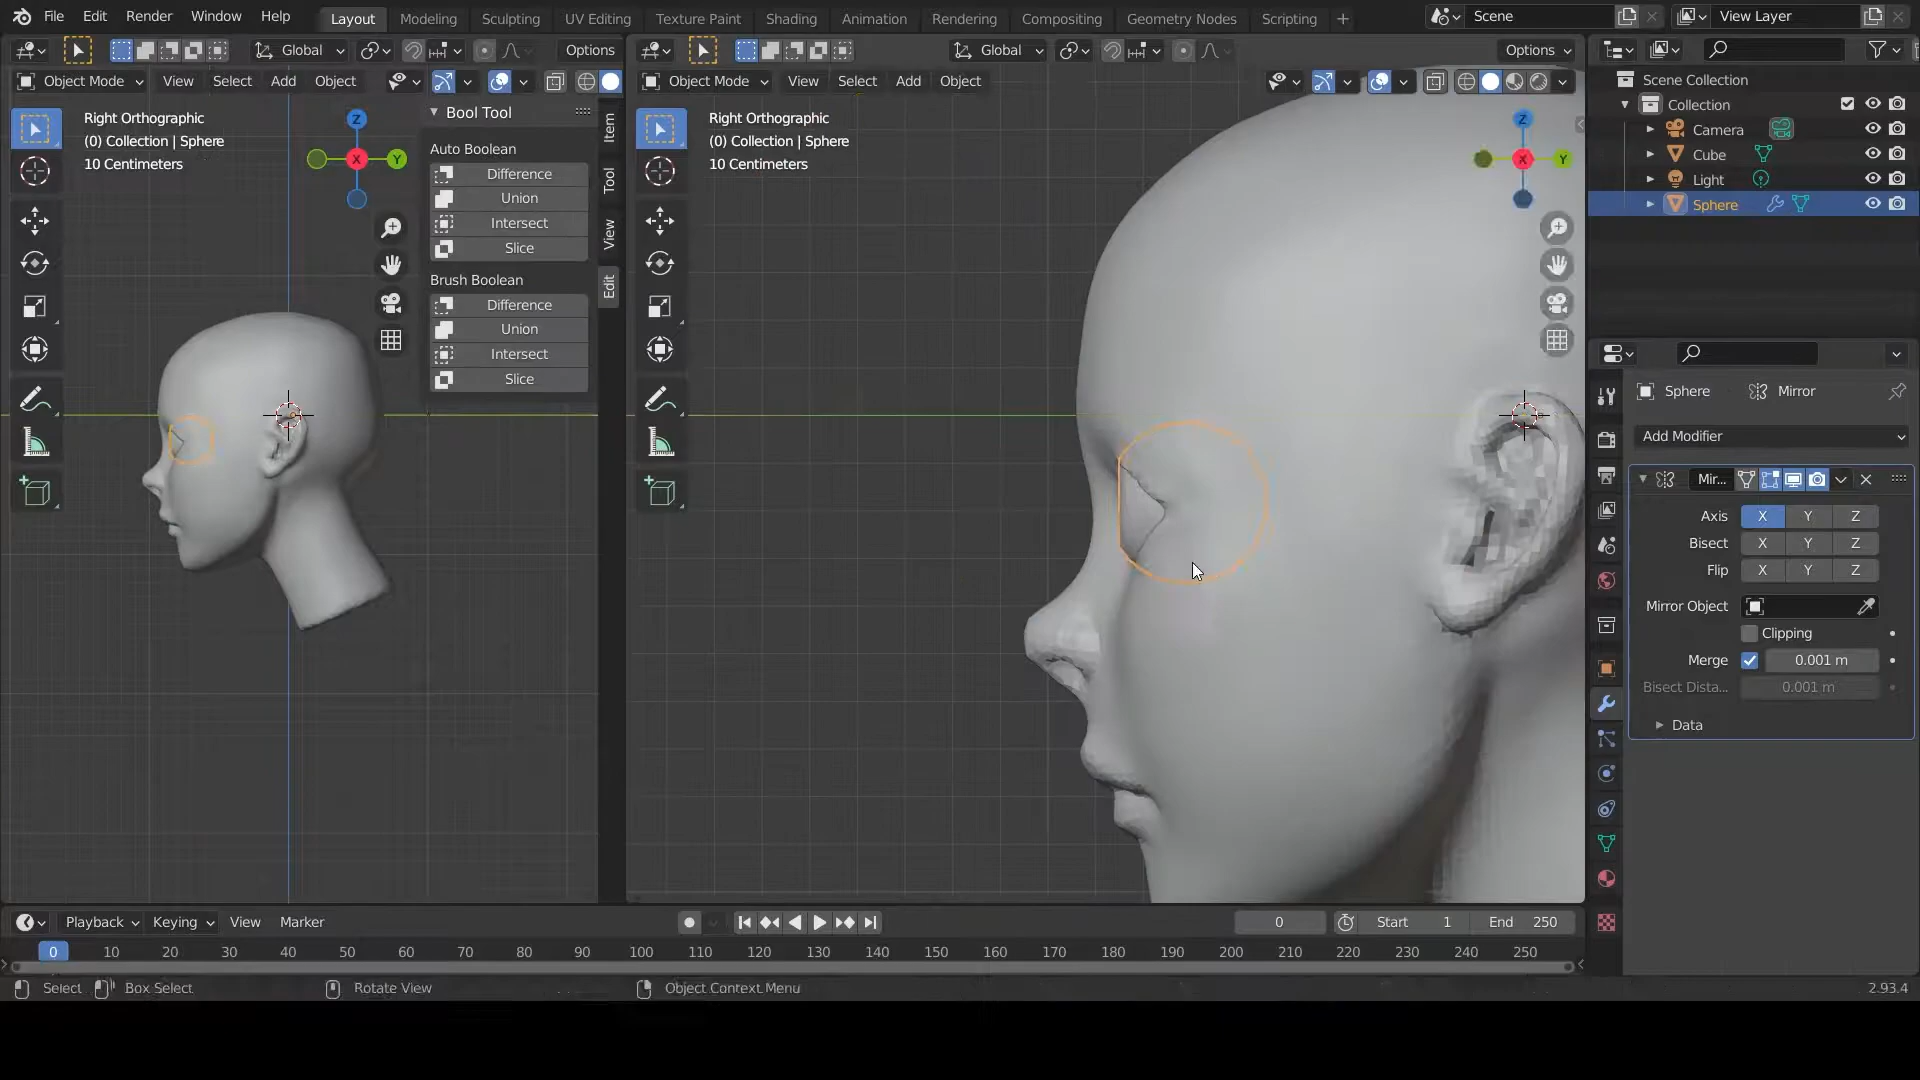 File Edit Render Window Help Layout Modeling Sculpting UV Editing Texture Paint Shading Animation Rendering Compositing Geometry Nodes Scripting + Scene View Layer
Global Options Global Options
Object Mode View Select Add Object Object Mode View Select Add Object
Right Orthographic
(0) Collection | Sphere
10 Centimeters
Z
X
Y
Bool Tool
Auto Boolean
Difference
Union
Intersect
Slice
Brush Boolean
Difference
Union
Intersect
Slice
Item
Tool
View
Edit
Right Orthographic
(0) Collection | Sphere
10 Centimeters
Z
X
Y
Scene Collection
Collection
Camera
Cube
Light
Sphere
Sphere Mirror
Add Modifier
Mir...
Axis X Y Z
Bisect X Y Z
Flip X Y Z
Mirror Object
Clipping
Merge 0.001 m
Bisect Dista... 0.001 m
Data
Playback Keying View Marker 0 Start 1 End 250
0 10 20 30 40 50 60 70 80 90 100 110 120 130 140 150 160 170 180 190 200 210 220 230 240 250
Select Box Select Rotate View Object Context Menu 2.93.4